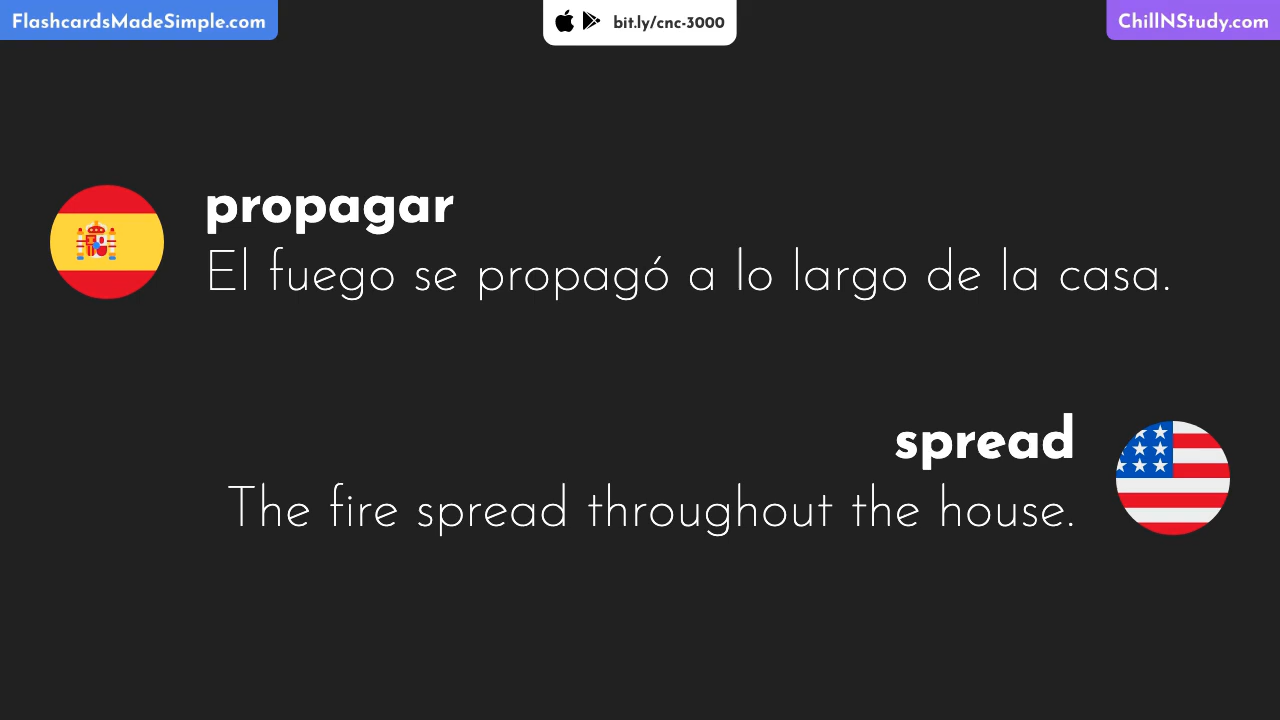 FlashcardsMadeSimple.com
bit.ly/cnc-3000
ChillNStudy.com
propagar
El fuego se propagó a lo largo de la casa.
spread
The fire spread throughout the house.